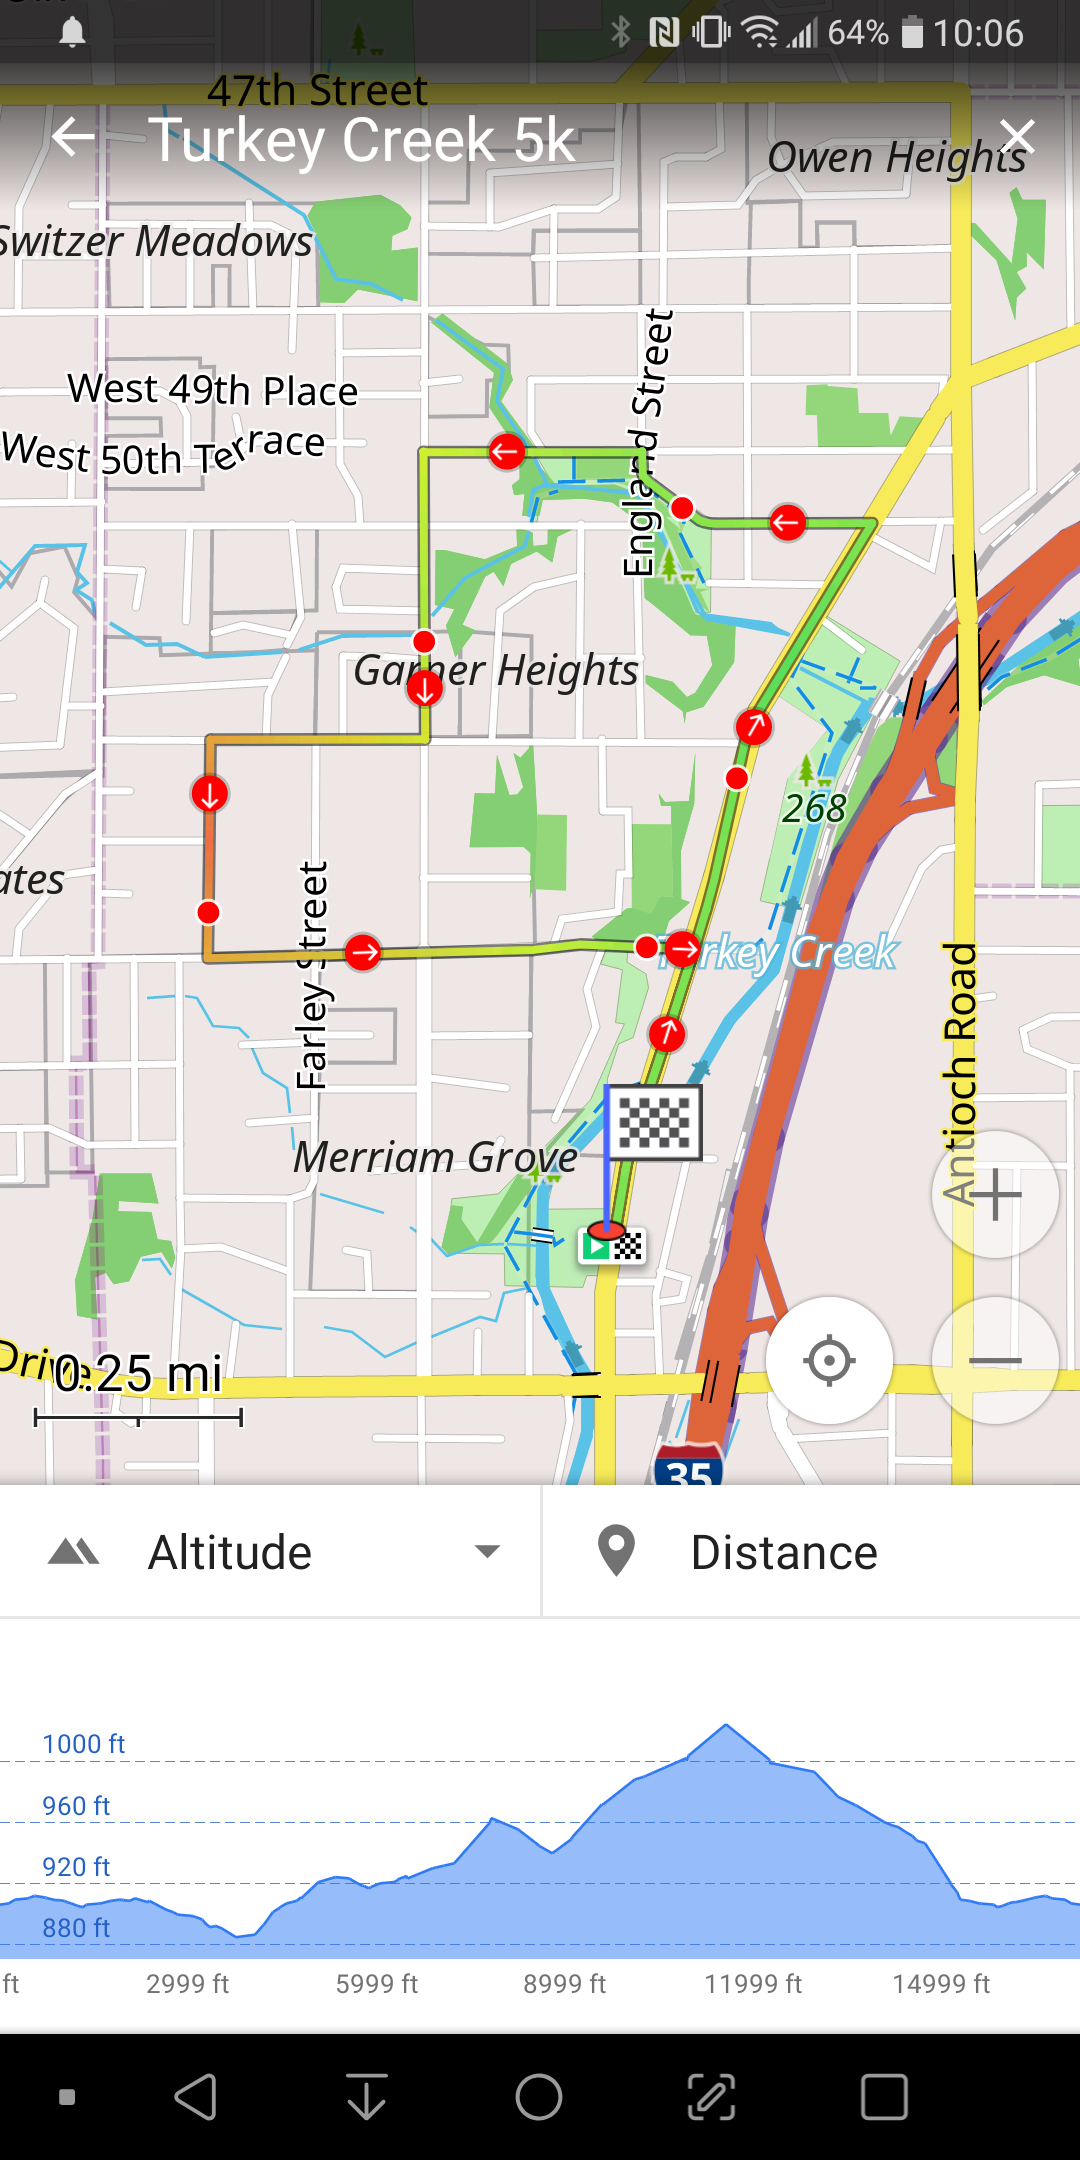 64% 10:06
47th Street
Turkey Creek 5k
Owen Heights
Switzer Meadows
England Street
West 49th Place
West 50th Terrace
Garner Heights
268
ates
Farley Street
Turkey Creek
Antioch Road
Merriam Grove
Drive
0.25 mi
35
Altitude
Distance
1000 ft
960 ft
920 ft
880 ft
ft
2999 ft
5999 ft
8999 ft
11999 ft
14999 ft